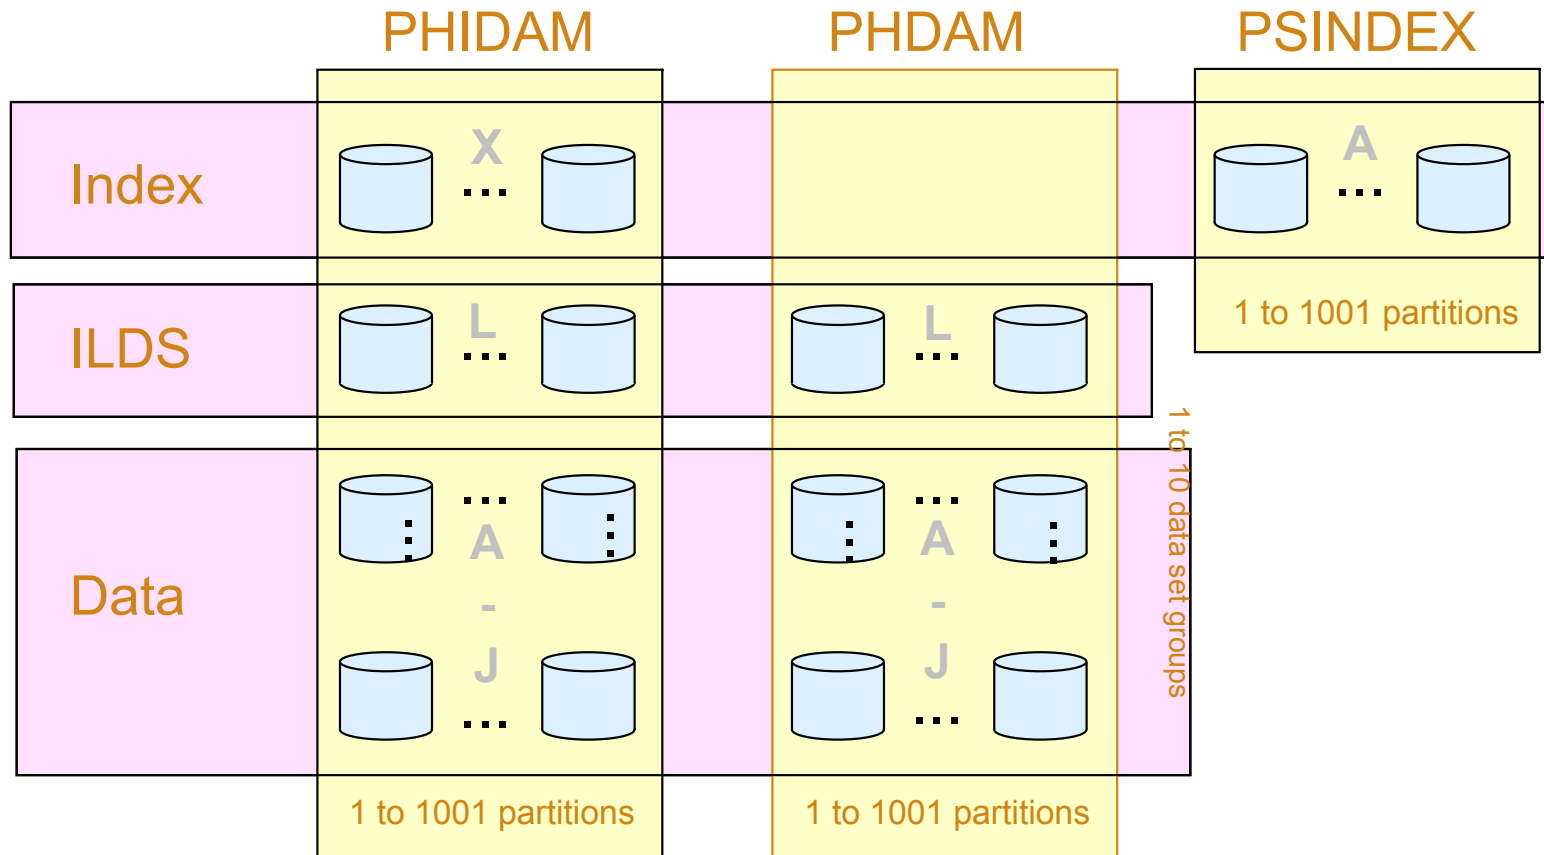 PHIDAM
PHDAM
PSINDEX
Index
X
...
A
...
ILDS
L
...
L
...
1 to 1001 partitions
Data
...
A
-
J
...
...
A
-
J
...
1 to 10 data set groups
1 to 1001 partitions
1 to 1001 partitions